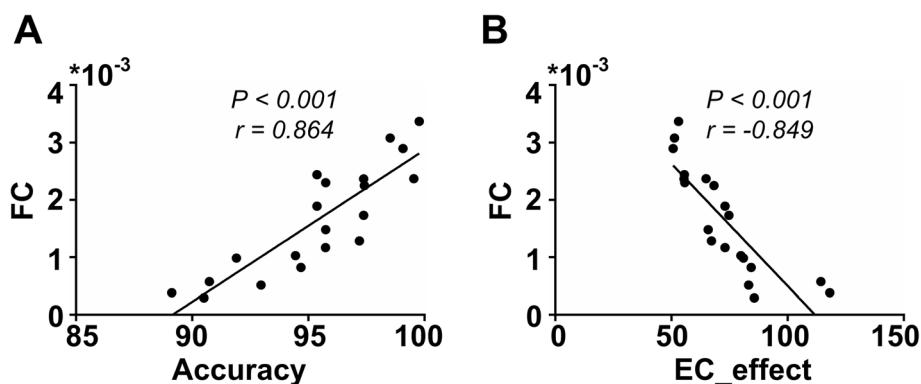 A
*10-3
4
3
2
1
0
FC
P < 0.001
r = 0.864
85 90 95 100
Accuracy
B
*10-3
4
3
2
1
0
FC
P < 0.001
r = -0.849
0 50 100 150
EC_effect